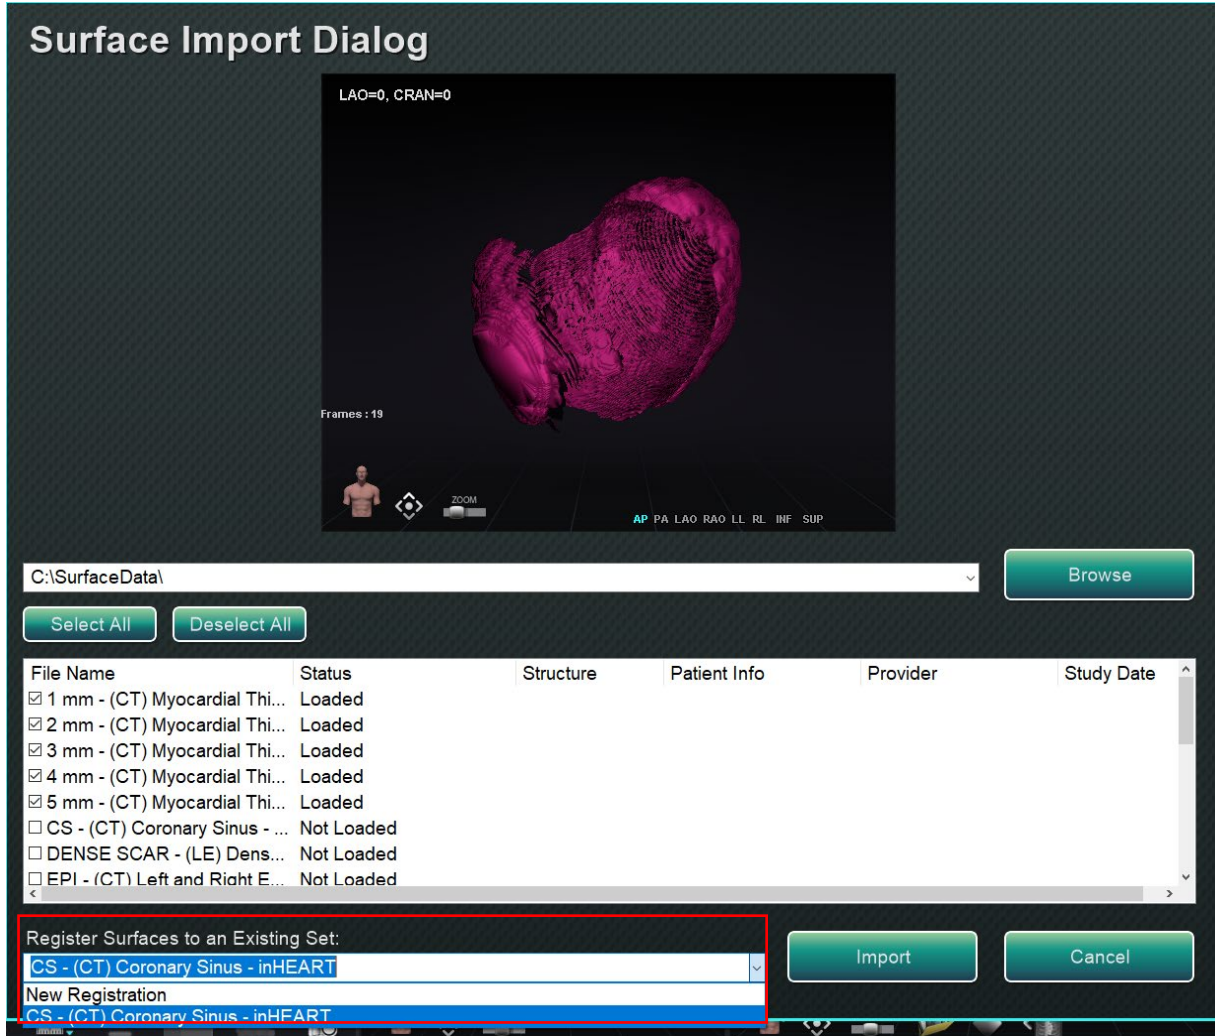 Surface Import Dialog
LAO=0, CRAN=0
Frames : 19
ZOOM
AP PA LAO RAO LL RL INF SUP
C:\SurfaceData\
Browse
Select All Deselect All
File Name Status Structure Patient Info Provider Study Date
1 mm - (CT) Myocardial Thi... Loaded
2 mm - (CT) Myocardial Thi... Loaded
3 mm - (CT) Myocardial Thi... Loaded
4 mm - (CT) Myocardial Thi... Loaded
5 mm - (CT) Myocardial Thi... Loaded
CS - (CT) Coronary Sinus - ... Not Loaded
DENSE SCAR - (LE) Dens... Not Loaded
EPI - (CT) Left and Right E... Not Loaded
Register Surfaces to an Existing Set:
CS - (CT) Coronary Sinus - inHEART
Import Cancel
New Registration
CS - (CT) Coronary Sinus - inHEART